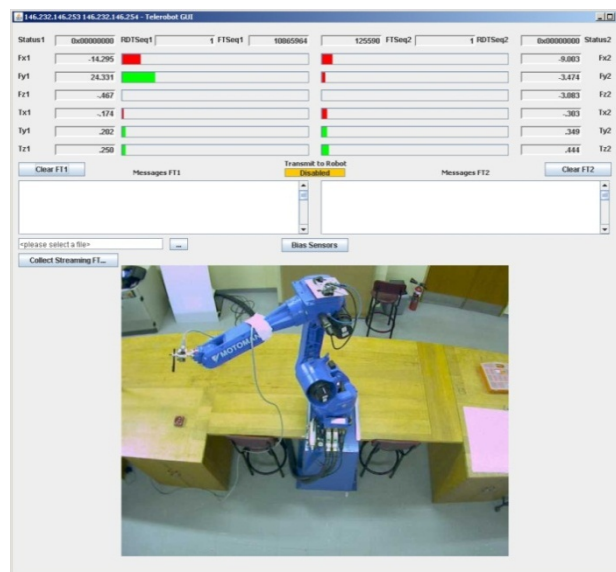 146.232.146.253 146.232.146.254 - Telerobot GUI
Status1 0x00000000 RDTSeq1 1 FTSeq1 10865964 125590 FTSeq2 1 RDTSeq2 0x00000000 Status2
Fx1 -14.295 -9.083 Fx2
Fy1 24.331 -3.474 Fy2
Fz1 -.467 -3.083 Fz2
Tx1 -.174 -.303 Tx2
Ty1 .202 .349 Ty2
Tz1 .250 .444 Tz2
Clear FT1 Messages FT1 Transmit to Robot Messages FT2 Clear FT2
Disabled
<please select a file> ... Bias Sensors
Collect Streaming FT...
MOTOMAN